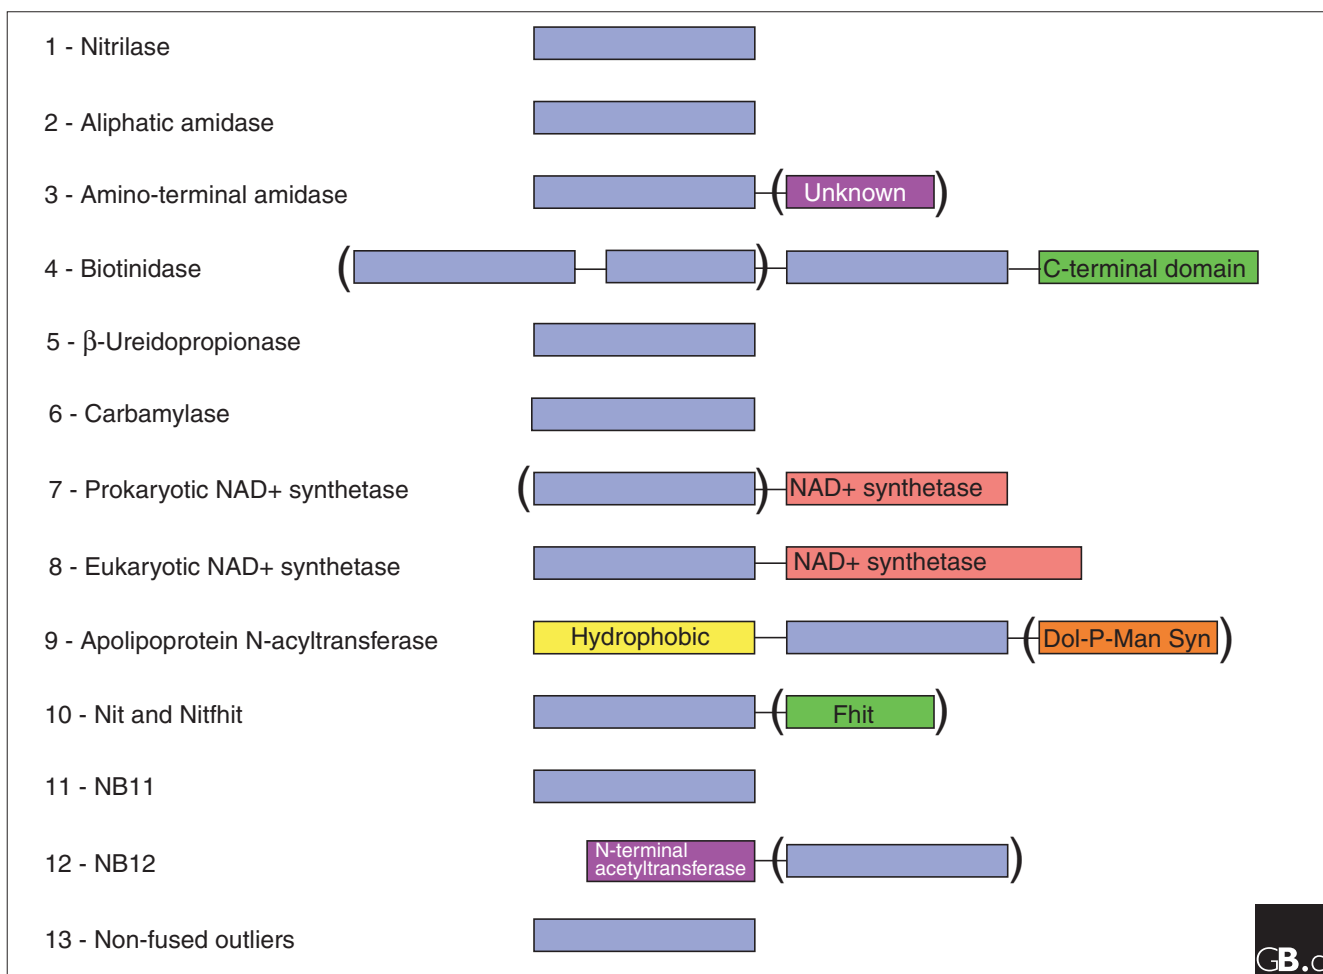 1 - Nitrilase
2 - Aliphatic amidase
3 - Amino-terminal amidase
( Unknown )
4 - Biotinidase
( ) C-terminal domain
5 - β-Ureidopropionase
6 - Carbamylase
7 - Prokaryotic NAD+ synthetase
( ) NAD+ synthetase
8 - Eukaryotic NAD+ synthetase
NAD+ synthetase
9 - Apolipoprotein N-acyltransferase
Hydrophobic ( Dol-P-Man Syn )
10 - Nit and Nitfhit
( Fhit )
11 - NB11
12 - NB12
N-terminal
acetyltransferase
( )
13 - Non-fused outliers
GB.